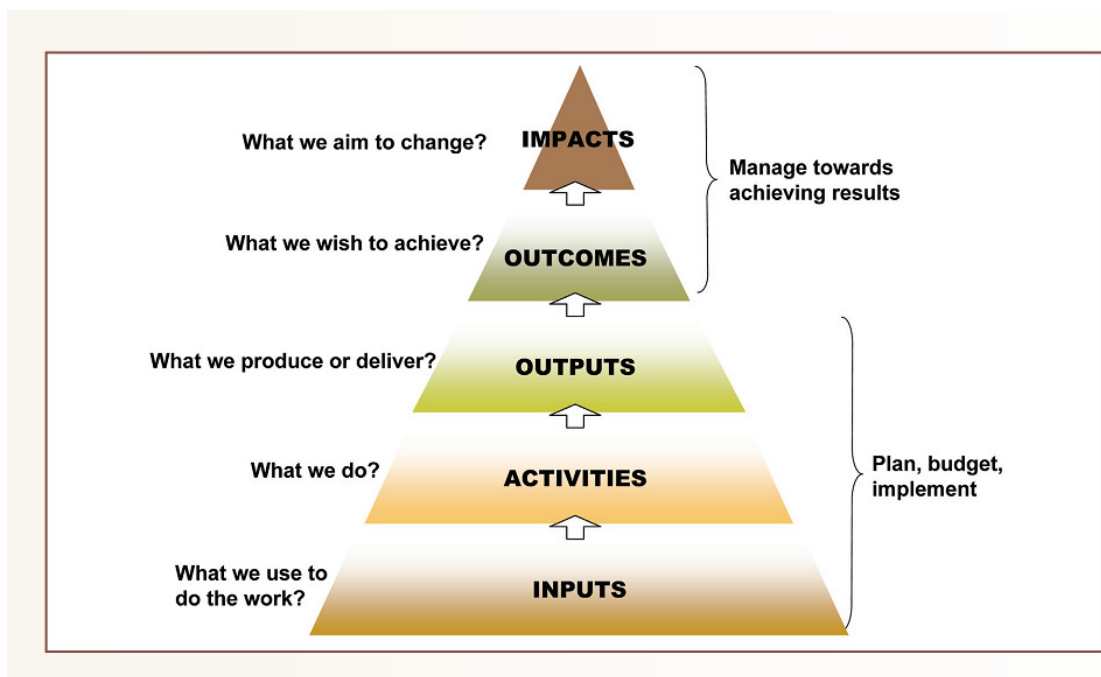 What we aim to change?
IMPACTS
Manage towards
achieving results
What we wish to achieve?
OUTCOMES
What we produce or deliver?
OUTPUTS
What we do?
ACTIVITIES
Plan, budget,
implement
What we use to
do the work?
INPUTS